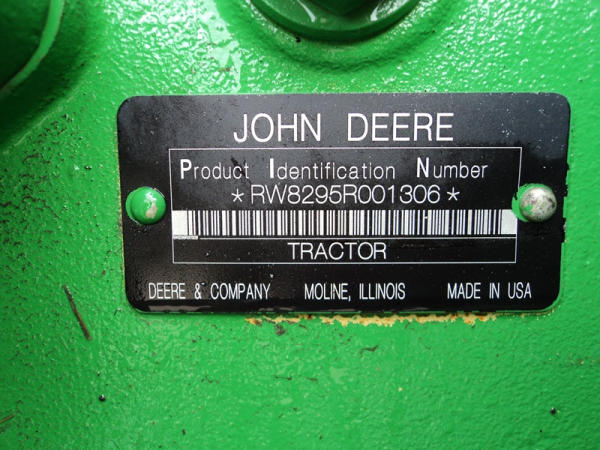 JOHN DEERE
Product Identification Number
*RW8295R001306*
TRACTOR
DEERE & COMPANY MOLINE, ILLINOIS MADE IN USA